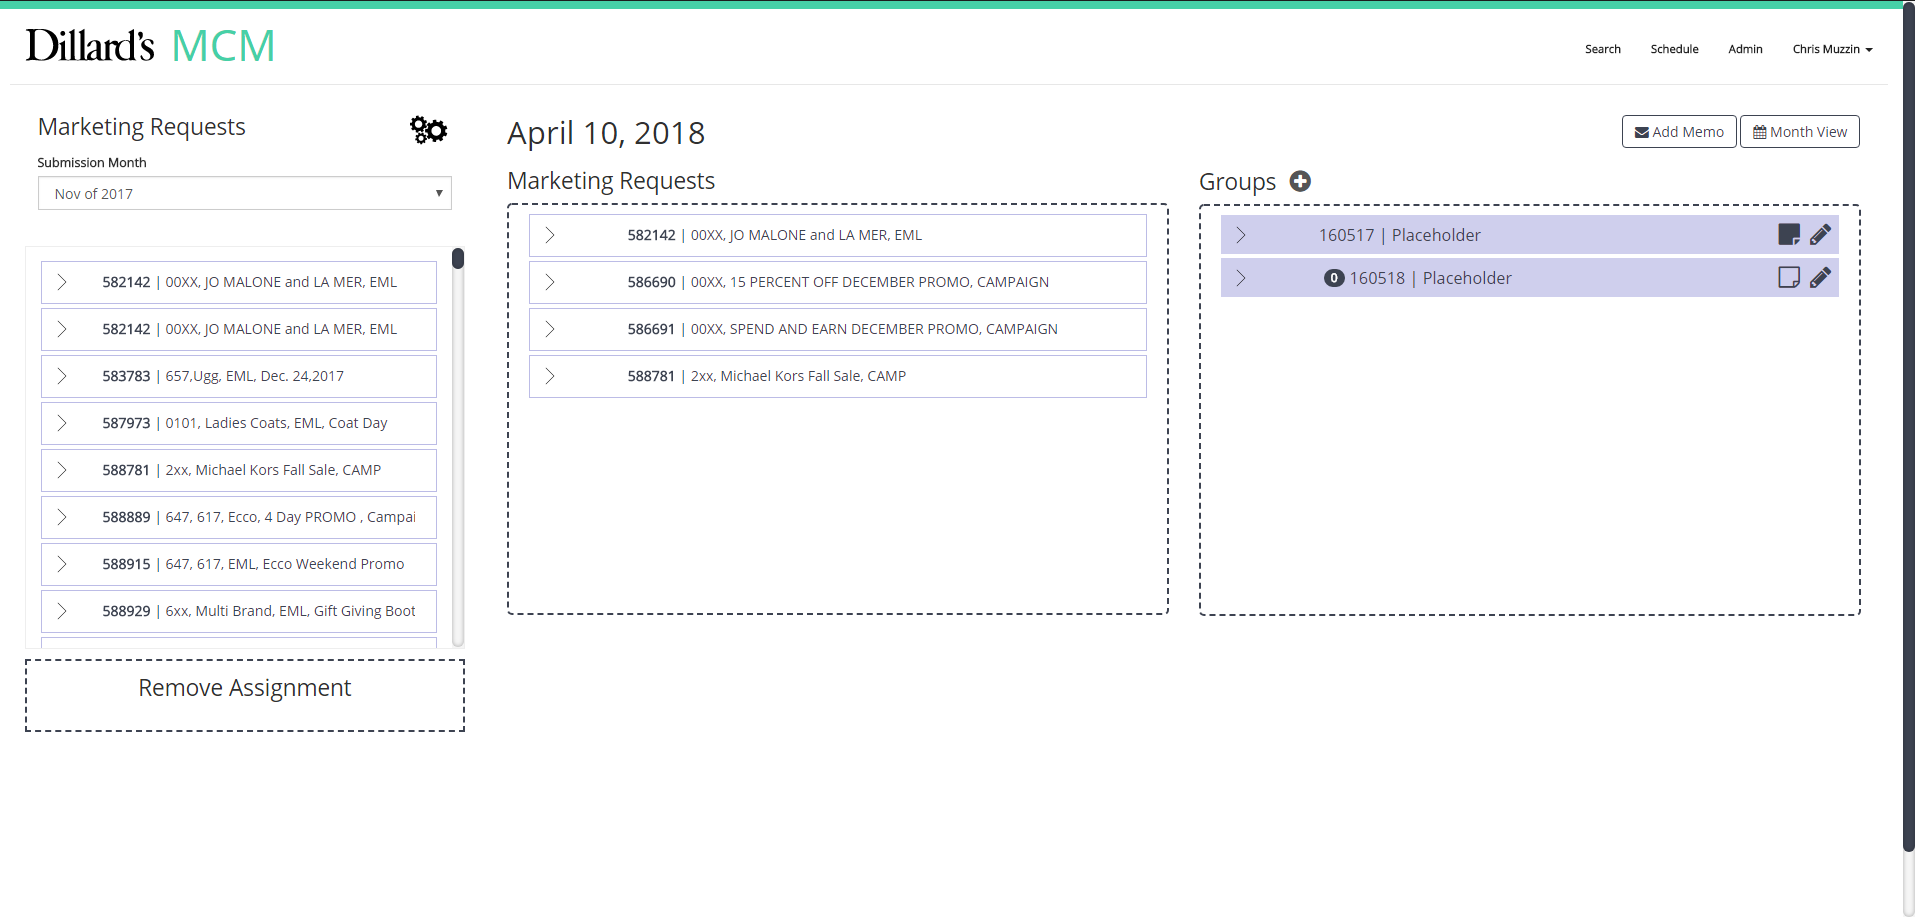 Dillard's MCM
Search Schedule Admin Chris Muzzin
Marketing Requests
Submission Month
Nov of 2017
582142 | 00XX, JO MALONE and LA MER, EML
582142 | 00XX, JO MALONE and LA MER, EML
583783 | 657,Ugg, EML, Dec. 24,2017
587973 | 0101, Ladies Coats, EML, Coat Day
588781 | 2xx, Michael Kors Fall Sale, CAMP
588889 | 647, 617, Ecco, 4 Day PROMO , Campai
588915 | 647, 617, EML, Ecco Weekend Promo
588929 | 6xx, Multi Brand, EML, Gift Giving Boot
Remove Assignment
April 10, 2018
Add Memo Month View
Marketing Requests
582142 | 00XX, JO MALONE and LA MER, EML
586690 | 00XX, 15 PERCENT OFF DECEMBER PROMO, CAMPAIGN
586691 | 00XX, SPEND AND EARN DECEMBER PROMO, CAMPAIGN
588781 | 2xx, Michael Kors Fall Sale, CAMP
Groups
160517 | Placeholder
0 160518 | Placeholder